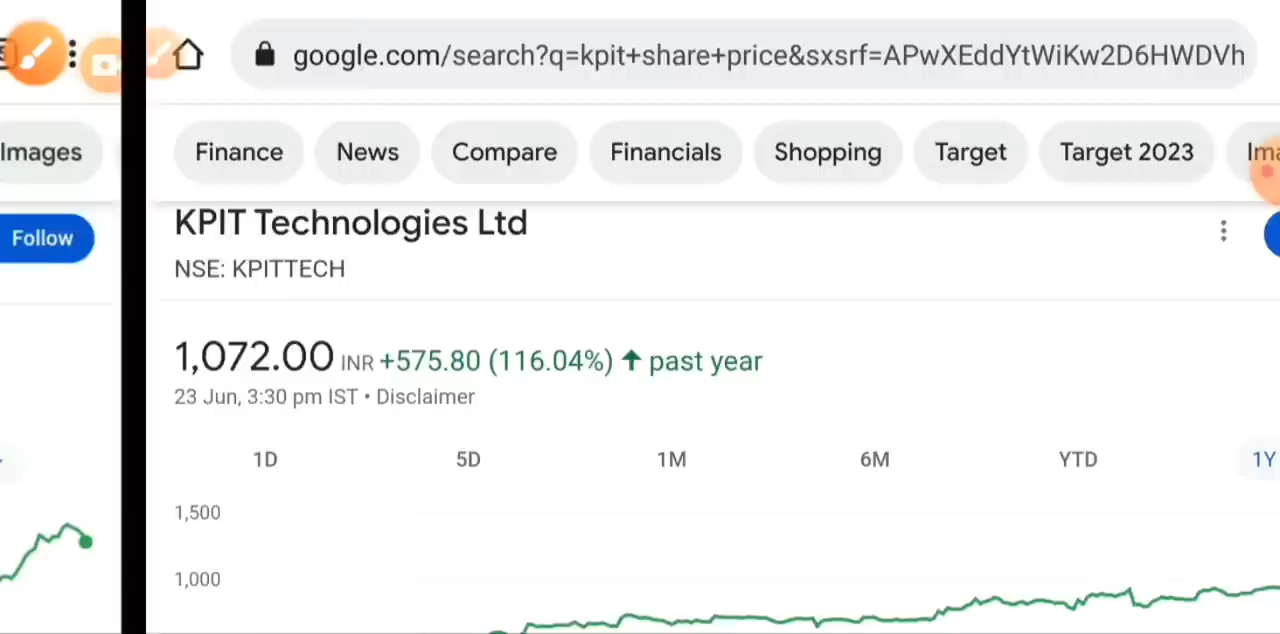 google.com/search?q=kpit+share+price&sxsrf=APwXEddYtWiKw2D6HWDVh
Images
Finance News Compare Financials Shopping Target Target 2023
Follow
KPIT Technologies Ltd
NSE: KPITTECH
1,072.00 INR +575.80 (116.04%) ↑ past year
23 Jun, 3:30 pm IST • Disclaimer
1D 5D 1M 6M YTD 1Y
1,500
1,000